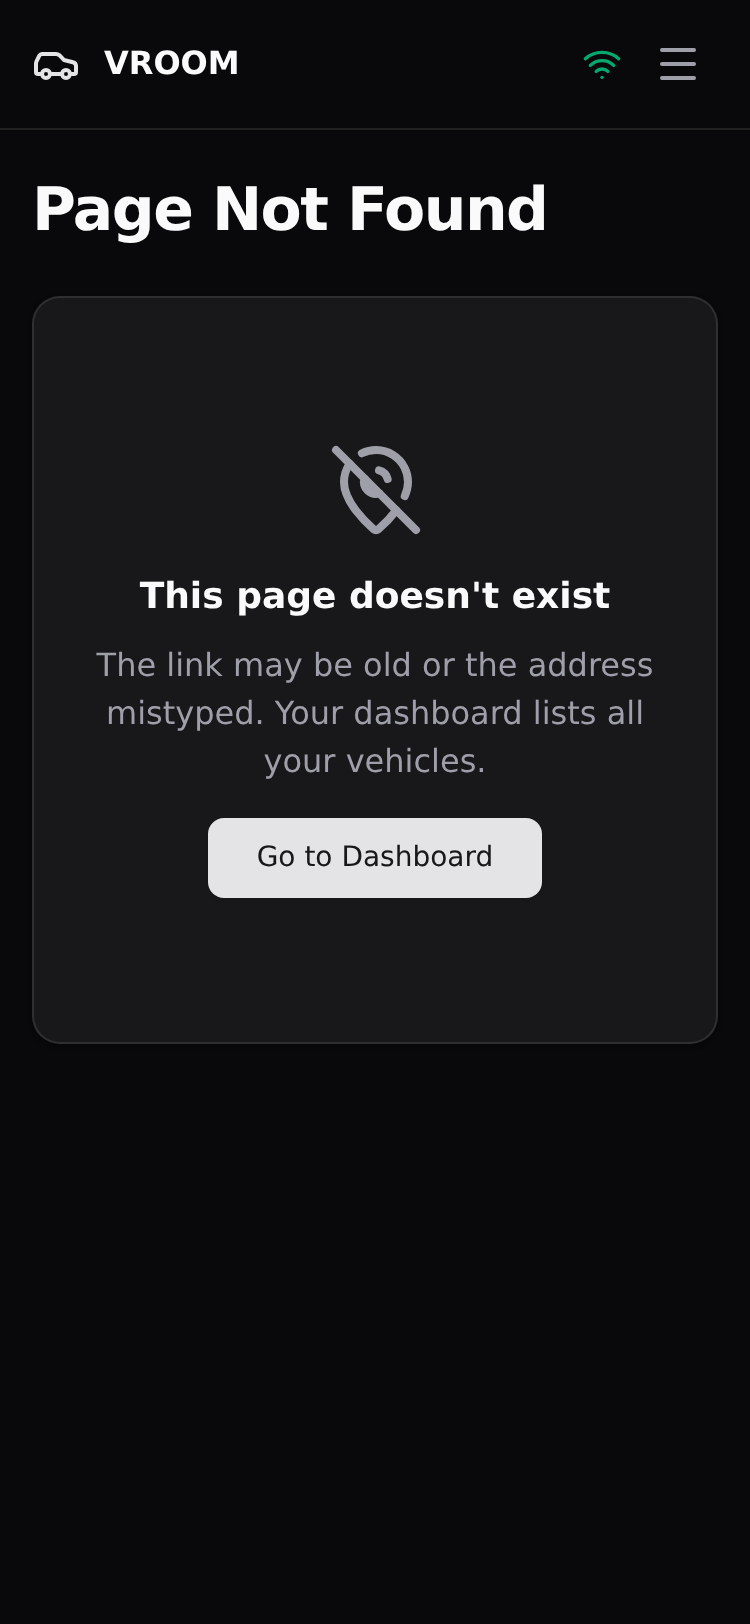 VROOM
Page Not Found
This page doesn't exist
The link may be old or the address
mistyped. Your dashboard lists all
your vehicles.
Go to Dashboard